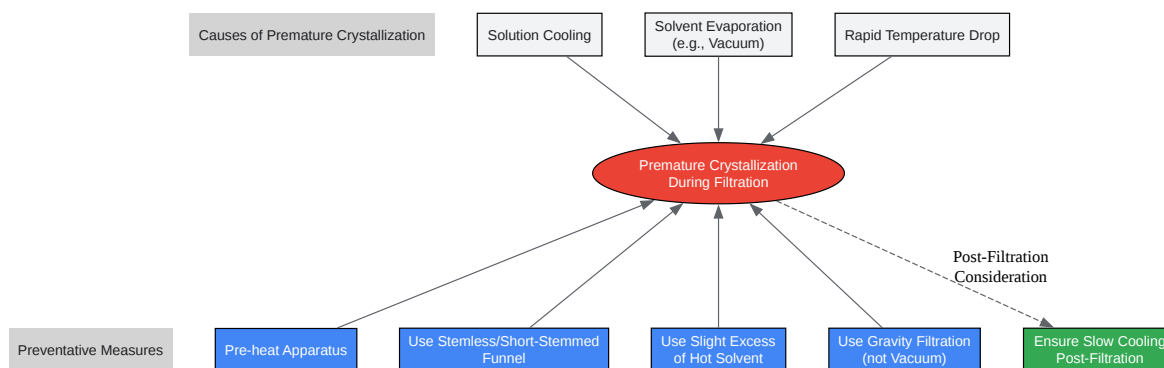 Causes of Premature Crystallization
Solution Cooling
Solvent Evaporation
(e.g., Vacuum)
Rapid Temperature Drop
Premature Crystallization
During Filtration
Post-Filtration
Consideration
Preventative Measures
Pre-heat Apparatus
Use Stemless/Short-Stemmed
Funnel
Use Slight Excess
of Hot Solvent
Use Gravity Filtration
(not Vacuum)
Ensure Slow Cooling
Post-Filtration